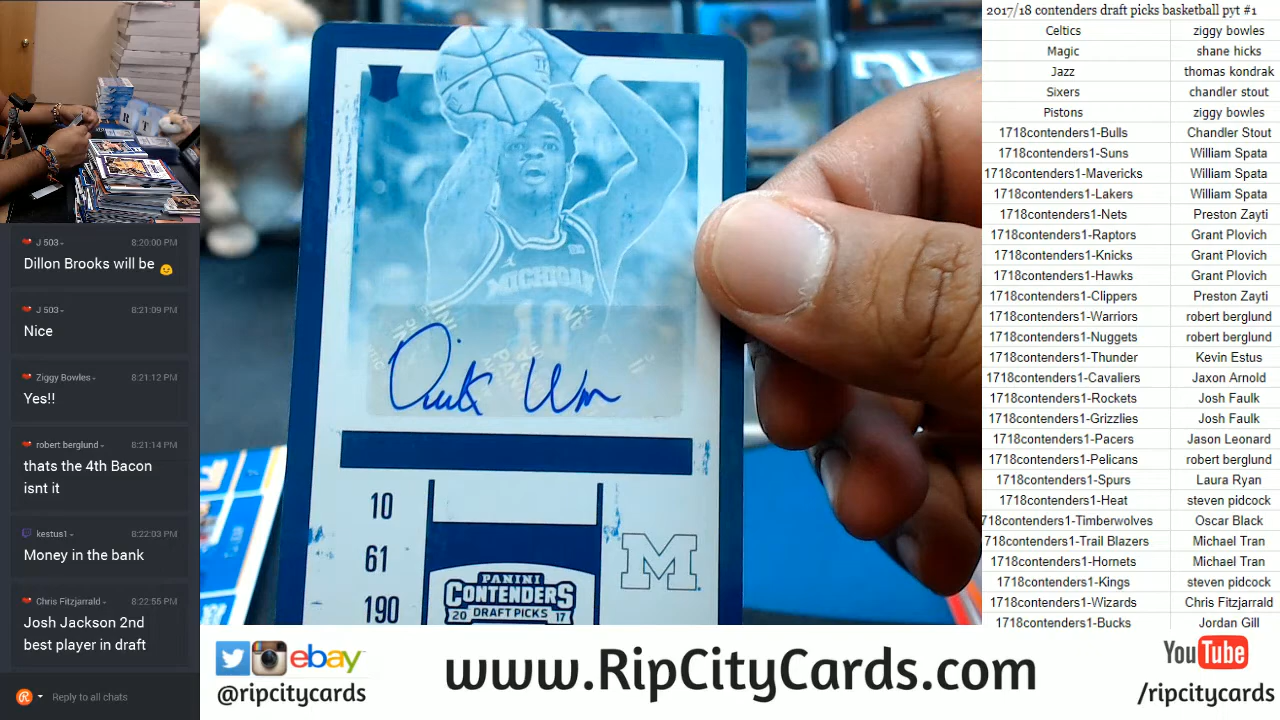 J 503
8:20:00 PM
Dillon Brooks will be
J 503
8:21:09 PM
Nice
Ziggy Bowles
8:21:12 PM
Yes!!
robert berglund
8:21:14 PM
thats the 4th Bacon
isnt it
kestus1
8:22:03 PM
Money in the bank
Chris Fitzjarrald
8:22:55 PM
Josh Jackson 2nd
best player in draft
Reply to all chats
MICHIGAN
10
10
61
190
M
PANINI
CONTENDERS
DRAFT PICKS
20 17
2017/18 contenders draft picks basketball pyt #1
Celtics ziggy bowles
Magic shane hicks
Jazz thomas kondrak
Sixers chandler stout
Pistons ziggy bowles
1718contenders1-Bulls Chandler Stout
1718contenders1-Suns William Spata
1718contenders1-Mavericks William Spata
1718contenders1-Lakers William Spata
1718contenders1-Nets Preston Zayti
1718contenders1-Raptors Grant Plovich
1718contenders1-Knicks Grant Plovich
1718contenders1-Hawks Grant Plovich
1718contenders1-Clippers Preston Zayti
1718contenders1-Warriors robert berglund
1718contenders1-Nuggets robert berglund
1718contenders1-Thunder Kevin Estus
1718contenders1-Cavaliers Jaxon Arnold
1718contenders1-Rockets Josh Faulk
1718contenders1-Grizzlies Josh Faulk
1718contenders1-Pacers Jason Leonard
1718contenders1-Pelicans robert berglund
1718contenders1-Spurs Laura Ryan
1718contenders1-Heat steven pidcock
718contenders1-Timberwolves Oscar Black
718contenders1-Trail Blazers Michael Tran
1718contenders1-Hornets Michael Tran
1718contenders1-Kings steven pidcock
1718contenders1-Wizards Chris Fitzjarrald
1718contenders1-Bucks Jordan Gill
ebay
@ripcitycards
www.RipCityCards.com
YouTube
/ripcitycards